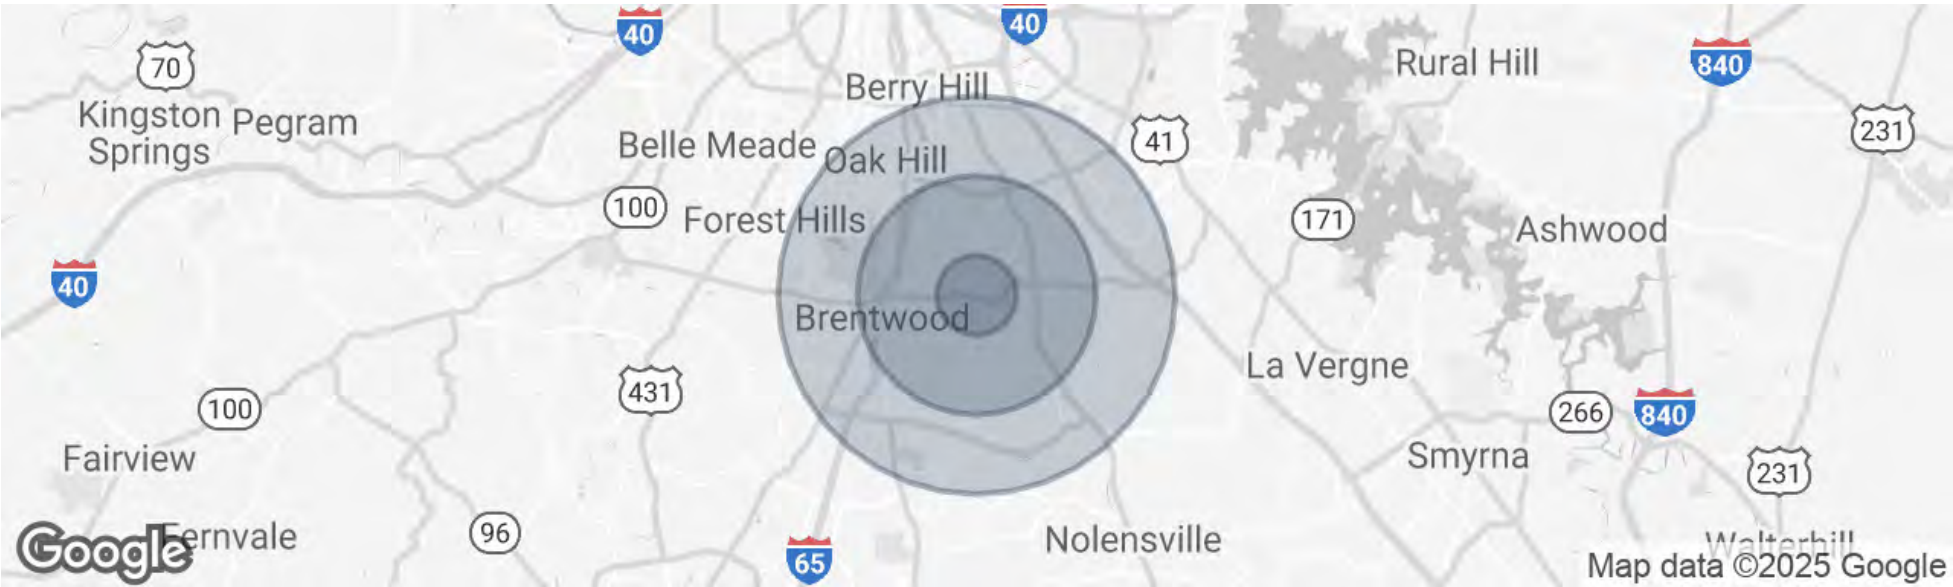 40
40
70
Rural Hill
840
Berry Hill
Kingston
Springs
Pegram
231
41
Belle Meade
Oak Hill
100
Forest Hills
171
Ashwood
40
Brentwood
La Vergne
431
100
266
840
Fairview
Smyrna
231
96
Fernvale
Nolensville
65
Walterhill
Google
Map data ©2025 Google